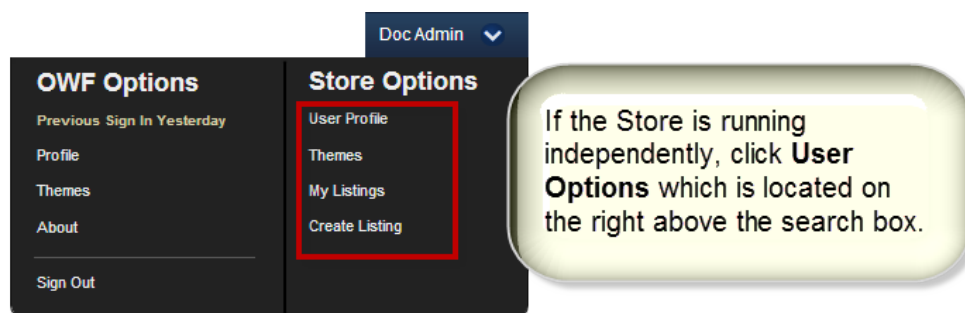 Doc Admin
OWF Options
Previous Sign In Yesterday
Profile
Themes
About
Sign Out
Store Options
User Profile
Themes
My Listings
Create Listing
If the Store is running
independently, click User
Options which is located on
the right above the search box.